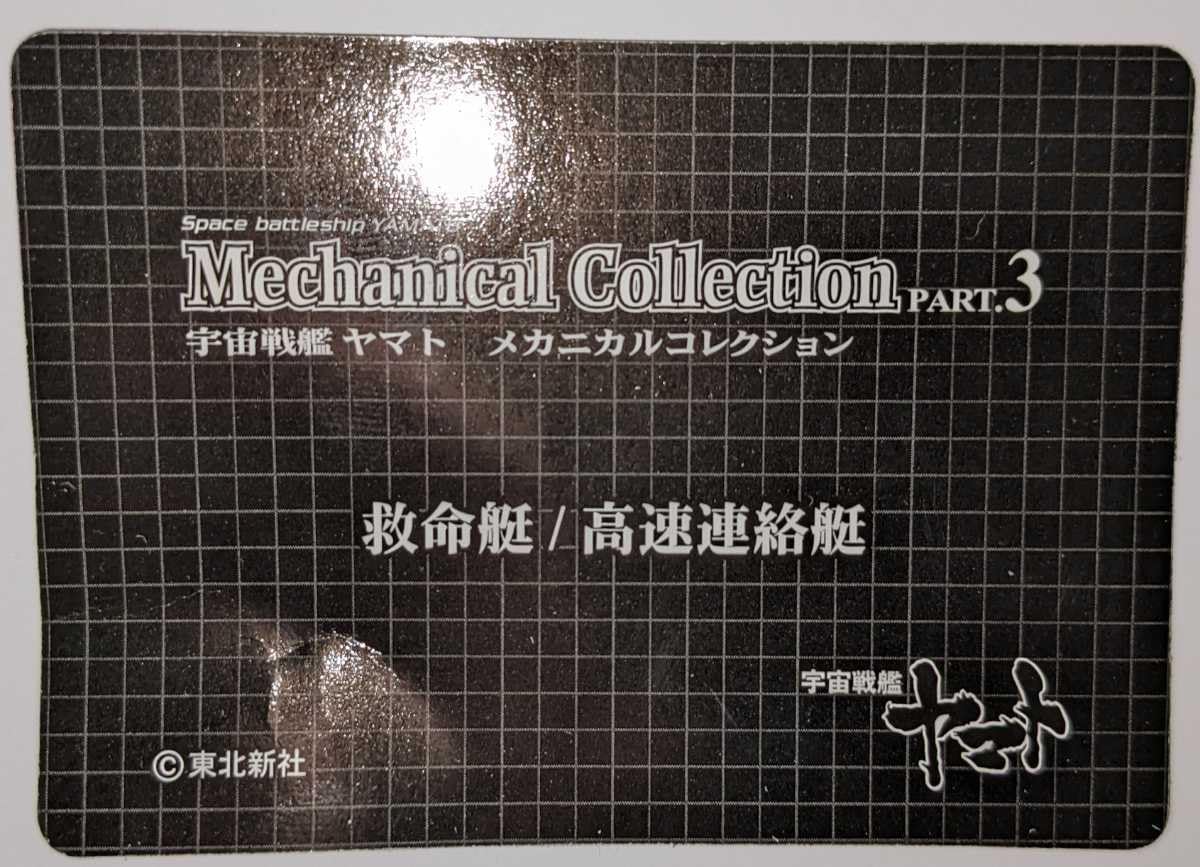 Space battleship YAMATO
Mechanical Collection PART.3
宇宙戦艦 ヤマト メカニカルコレクション
救命艇 / 高速連絡艇
宇宙戦艦 ヤマト
©東北新社